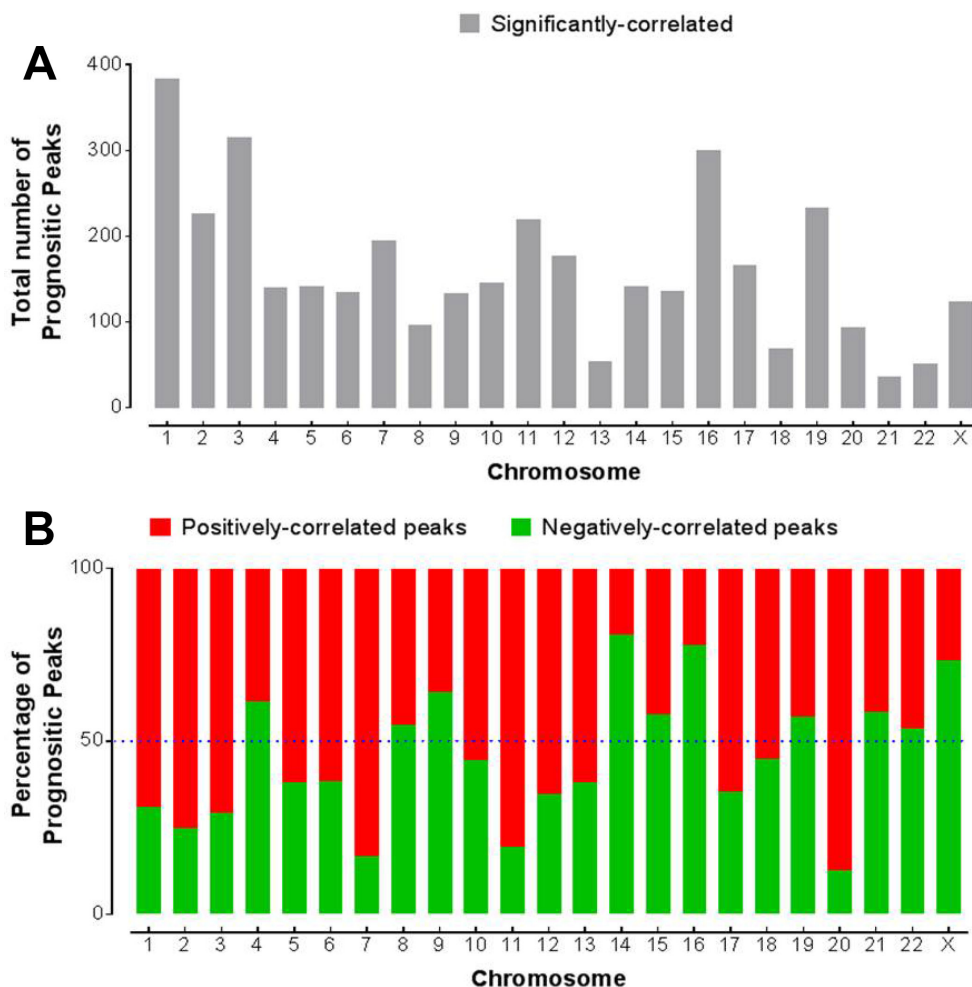 Significantly-correlated
A
Total number of
Prognositic Peaks
400
300
200
100
0
1 2 3 4 5 6 7 8 9 10 11 12 13 14 15 16 17 18 19 20 21 22 X
Chromosome
B
Positively-correlated peaks Negatively-correlated peaks
Percentage of
Prognositic Peaks
100
50
0
1 2 3 4 5 6 7 8 9 10 11 12 13 14 15 16 17 18 19 20 21 22 X
Chromosome